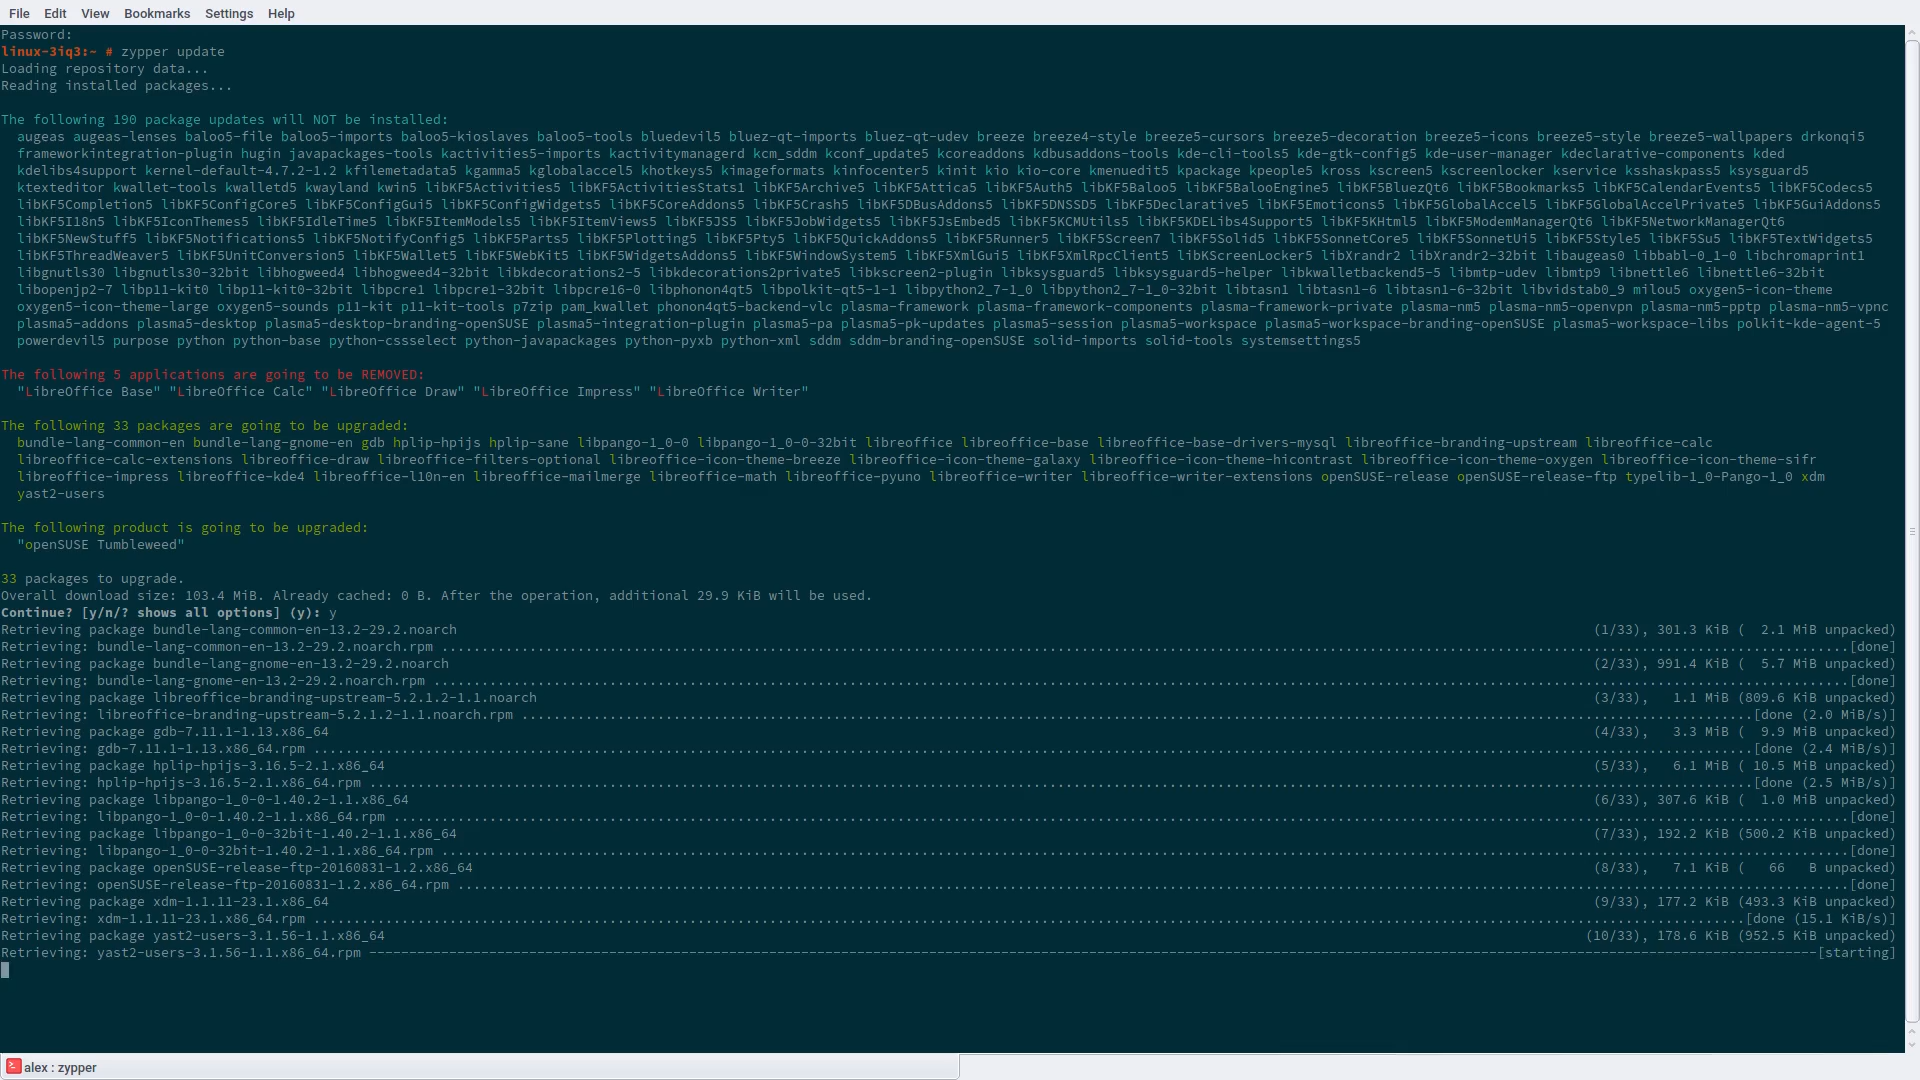 File Edit View Bookmarks Settings Help
Password:
linux-3iq3:~ # zypper update
Loading repository data...
Reading installed packages...
The following 190 package updates will NOT be installed:
augeas augeas-lenses baloo5-file baloo5-imports baloo5-kioslaves baloo5-tools bluedevil5 bluez-qt-imports bluez-qt-udev breeze breeze4-style breeze5-cursors breeze5-decoration breeze5-icons breeze5-style breeze5-wallpapers drkonqi5
frameworkintegration-plugin hugin javapackages-tools kactivities5-imports kactivitymanagerd kcm_sddm kconf_update5 kcoreaddons kdbusaddons-tools kde-cli-tools5 kde-gtk-config5 kde-user-manager kdeclarative-components kded
kdelibs4support kernel-default-4.7.2-1.2 kfilemetadata5 kgamma5 kglobalaccel5 khotkeys5 kimageformats kinfocenter5 kinit kio kio-core kmenuedit5 kpackage kpeople5 kross kscreen5 kscreenlocker kservice ksshaskpass5 ksysguard5
ktexteditor kwallet-tools kwalletd5 kwayland kwin5 libKF5Activities5 libKF5ActivitiesStats1 libKF5Archive5 libKF5Attica5 libKF5Auth5 libKF5Baloo5 libKF5BalooEngine5 libKF5BluezQt6 libKF5Bookmarks5 libKF5CalendarEvents5 libKF5Codecs5
libKF5Completion5 libKF5ConfigCore5 libKF5ConfigGui5 libKF5ConfigWidgets5 libKF5CoreAddons5 libKF5Crash5 libKF5DBusAddons5 libKF5DNSSD5 libKF5Declarative5 libKF5Emoticons5 libKF5GlobalAccel5 libKF5GlobalAccelPrivate5 libKF5GuiAddons5
libKF5I18n5 libKF5IconThemes5 libKF5IdleTime5 libKF5ItemModels5 libKF5ItemViews5 libKF5JS5 libKF5JobWidgets5 libKF5JsEmbed5 libKF5KCMUtils5 libKF5KDELibs4Support5 libKF5KHtml5 libKF5ModemManagerQt6 libKF5NetworkManagerQt6
libKF5NewStuff5 libKF5Notifications5 libKF5NotifyConfig5 libKF5Parts5 libKF5Plotting5 libKF5Pty5 libKF5QuickAddons5 libKF5Runner5 libKF5Screen7 libKF5Solid5 libKF5SonnetCore5 libKF5SonnetUi5 libKF5Style5 libKF5Su5 libKF5TextWidgets5
libKF5ThreadWeaver5 libKF5UnitConversion5 libKF5Wallet5 libKF5WebKit5 libKF5WidgetsAddons5 libKF5WindowSystem5 libKF5XmlGui5 libKF5XmlRpcClient5 libKScreenLocker5 libXrandr2 libXrandr2-32bit libaugeas0 libbabl-0_1-0 libchromaprint1
libgnutls30 libgnutls30-32bit libhogweed4 libhogweed4-32bit libkdecorations2-5 libkdecorations2private5 libkscreen2-plugin libksysguard5 libksysguard5-helper libkwalletbackend5-5 libmtp-udev libmtp9 libnettle6 libnettle6-32bit
libopenjp2-7 libp11-kit0 libp11-kit0-32bit libpcre1 libpcre1-32bit libpcre16-0 libphonon4qt5 libpolkit-qt5-1-1 libpython2_7-1_0 libpython2_7-1_0-32bit libtasn1 libtasn1-6 libtasn1-6-32bit libvidstab0_9 milou5 oxygen5-icon-theme
oxygen5-icon-theme-large oxygen5-sounds p11-kit p11-kit-tools p7zip pam_kwallet phonon4qt5-backend-vlc plasma-framework plasma-framework-components plasma-framework-private plasma-nm5 plasma-nm5-openvpn plasma-nm5-pptp plasma-nm5-vpnc
plasma5-addons plasma5-desktop plasma5-desktop-branding-openSUSE plasma5-integration-plugin plasma5-pa plasma5-pk-updates plasma5-session plasma5-workspace plasma5-workspace-branding-openSUSE plasma5-workspace-libs polkit-kde-agent-5
powerdevil5 purpose python python-base python-cssselect python-javapackages python-pyxb python-xml sddm sddm-branding-openSUSE solid-imports solid-tools systemsettings5
The following 5 applications are going to be REMOVED:
"LibreOffice Base" "LibreOffice Calc" "LibreOffice Draw" "LibreOffice Impress" "LibreOffice Writer"
The following 33 packages are going to be upgraded:
bundle-lang-common-en bundle-lang-gnome-en gdb hplip-hpijs hplip-sane libpango-1_0-0 libpango-1_0-0-32bit libreoffice libreoffice-base libreoffice-base-drivers-mysql libreoffice-branding-upstream libreoffice-calc
libreoffice-calc-extensions libreoffice-draw libreoffice-filters-optional libreoffice-icon-theme-breeze libreoffice-icon-theme-galaxy libreoffice-icon-theme-hicontrast libreoffice-icon-theme-oxygen libreoffice-icon-theme-sifr
libreoffice-impress libreoffice-kde4 libreoffice-l10n-en libreoffice-mailmerge libreoffice-math libreoffice-pyuno libreoffice-writer libreoffice-writer-extensions openSUSE-release openSUSE-release-ftp typelib-1_0-Pango-1_0 xdm
yast2-users
The following product is going to be upgraded:
"openSUSE Tumbleweed"
33 packages to upgrade.
Overall download size: 103.4 MiB. Already cached: 0 B. After the operation, additional 29.9 KiB will be used.
Continue? [y/n/? shows all options] (y): y
Retrieving package bundle-lang-common-en-13.2-29.2.noarch (1/33), 301.3 KiB (  2.1 MiB unpacked)
Retrieving: bundle-lang-common-en-13.2-29.2.noarch.rpm ....[done]
Retrieving package bundle-lang-gnome-en-13.2-29.2.noarch (2/33), 991.4 KiB (  5.7 MiB unpacked)
Retrieving: bundle-lang-gnome-en-13.2-29.2.noarch.rpm ....[done]
Retrieving package libreoffice-branding-upstream-5.2.1.2-1.1.noarch (3/33),   1.1 MiB (809.6 KiB unpacked)
Retrieving: libreoffice-branding-upstream-5.2.1.2-1.1.noarch.rpm ....[done (2.0 MiB/s)]
Retrieving package gdb-7.11.1-1.13.x86_64 (4/33),   3.3 MiB (  9.9 MiB unpacked)
Retrieving: gdb-7.11.1-1.13.x86_64.rpm ....[done (2.4 MiB/s)]
Retrieving package hplip-hpijs-3.16.5-2.1.x86_64 (5/33),   6.1 MiB ( 10.5 MiB unpacked)
Retrieving: hplip-hpijs-3.16.5-2.1.x86_64.rpm ....[done (2.5 MiB/s)]
Retrieving package libpango-1_0-0-1.40.2-1.1.x86_64 (6/33), 307.6 KiB (  1.0 MiB unpacked)
Retrieving: libpango-1_0-0-1.40.2-1.1.x86_64.rpm ....[done]
Retrieving package libpango-1_0-0-32bit-1.40.2-1.1.x86_64 (7/33), 192.2 KiB (500.2 KiB unpacked)
Retrieving: libpango-1_0-0-32bit-1.40.2-1.1.x86_64.rpm ....[done]
Retrieving package openSUSE-release-ftp-20160831-1.2.x86_64 (8/33),   7.1 KiB (   66   B unpacked)
Retrieving: openSUSE-release-ftp-20160831-1.2.x86_64.rpm ....[done]
Retrieving package xdm-1.1.11-23.1.x86_64 (9/33), 177.2 KiB (493.3 KiB unpacked)
Retrieving: xdm-1.1.11-23.1.x86_64.rpm ....[done (15.1 KiB/s)]
Retrieving package yast2-users-3.1.56-1.1.x86_64 (10/33), 178.6 KiB (952.5 KiB unpacked)
Retrieving: yast2-users-3.1.56-1.1.x86_64.rpm ----[starting]
alex : zypper